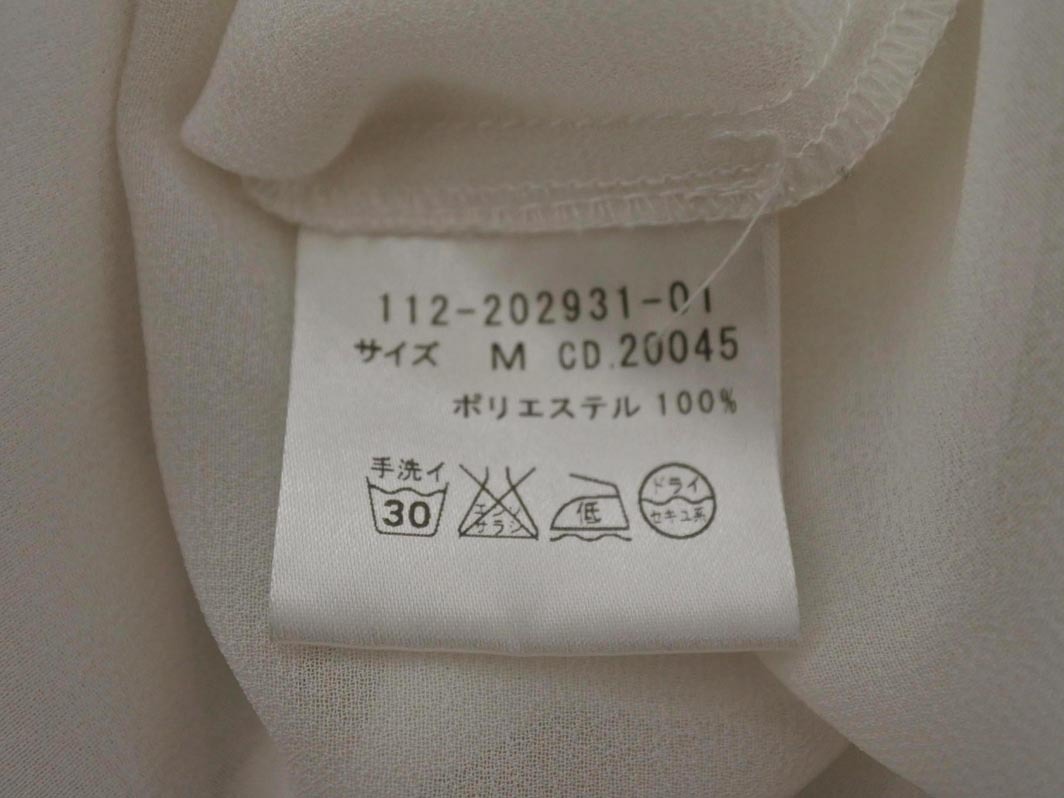 112-202931-01
サイズ M CD.20045
ポリエステル 100%
手洗イ
30
エンソ
サラシ
低
ドライ
セキユ系